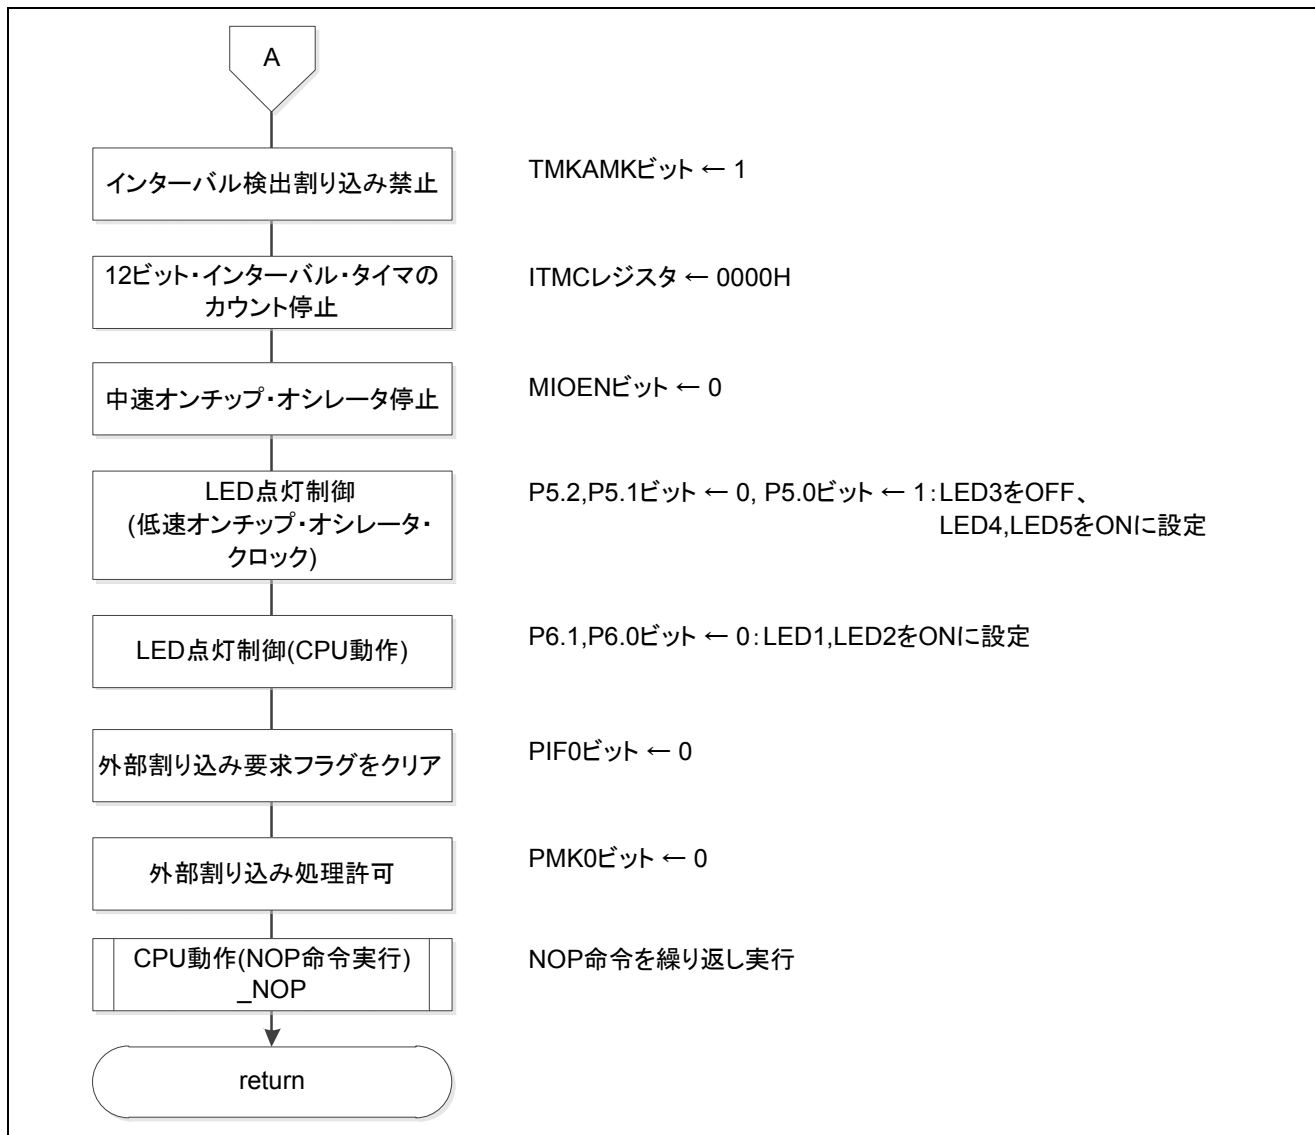 A
インターバル検出割り込み禁止
TMKAMKビット ← 1
12ビット・インターバル・タイマの
カウント停止
ITMCレジスタ ← 0000H
中速オンチップ・オシレータ停止
MIOENビット ← 0
LED点灯制御
(低速オンチップ・オシレータ・
クロック)
P5.2,P5.1ビット ← 0, P5.0ビット ← 1:LED3をOFF、
LED4,LED5をONに設定
LED点灯制御(CPU動作)
P6.1,P6.0ビット ← 0:LED1,LED2をONに設定
外部割り込み要求フラグをクリア
PIF0ビット ← 0
外部割り込み処理許可
PMK0ビット ← 0
CPU動作(NOP命令実行)
_NOP
NOP命令を繰り返し実行
return